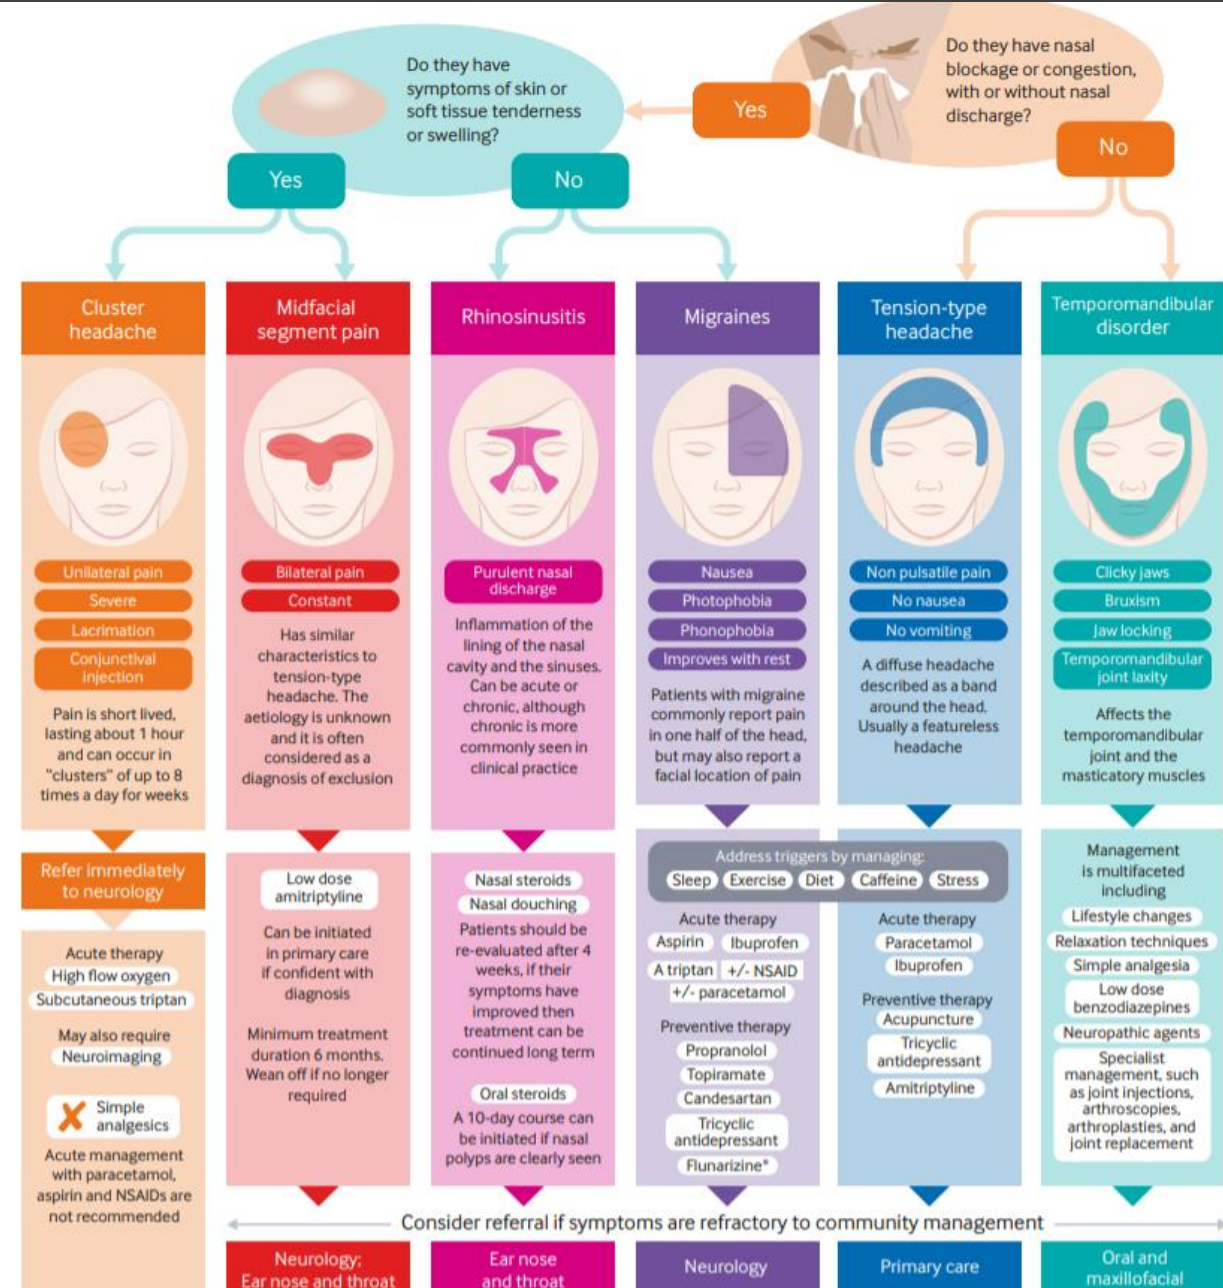 Do they have
symptoms of skin or
soft tissue tenderness
or swelling?
Yes
No
Yes
Do they have nasal
blockage or congestion,
with or without nasal
discharge?
No
Cluster
headache
Unilateral pain
Severe
Lacrimation
Conjunctival
injection
Pain is short lived,
lasting about 1 hour
and can occur in
"clusters" of up to 8
times a day for weeks
Refer immediately
to neurology
Acute therapy
High flow oxygen
Subcutaneous triptan
May also require
Neuroimaging
Simple
analgesics
Acute management
with paracetamol,
aspirin and NSAIDs are
not recommended
Midfacial
segment pain
Bilateral pain
Constant
Has similar
characteristics to
tension-type
headache. The
aetiology is unknown
and it is often
considered as a
diagnosis of exclusion
Low dose
amitriptyline
Can be initiated
in primary care
if confident with
diagnosis
Minimum treatment
duration 6 months.
Wean off if no longer
required
Rhinosinusitis
Purulent nasal
discharge
Inflammation of the
lining of the nasal
cavity and the sinuses.
Can be acute or
chronic, although
chronic is more
commonly seen in
clinical practice
Nasal steroids
Nasal douching
Patients should be
re-evaluated after 4
weeks, if their
symptoms have
improved then
treatment can be
continued long term
Oral steroids
A 10-day course can
be initiated if nasal
polyps are clearly seen
Migraines
Nausea
Photophobia
Phonophobia
Improves with rest
Patients with migraine
commonly report pain
in one half of the head,
but may also report a
facial location of pain
Address triggers by managing:
Sleep Exercise Diet Caffeine Stress
Acute therapy
Aspirin Ibuprofen
A triptan +/- NSAID
+/- paracetamol
Preventive therapy
Propranolol
Topiramate
Candesartan
Tricyclic
antidepressant
Flunarizine*
Tension-type
headache
Non pulsatile pain
No nausea
No vomiting
A diffuse headache
described as a band
around the head.
Usually a featureless
headache
Acute therapy
Paracetamol
Ibuprofen
Preventive therapy
Acupuncture
Tricyclic
antidepressant
Amitriptyline
Temporomandibular
disorder
Clicky jaws
Bruxism
Jaw locking
Temporomandibular
joint laxity
Affects the
temporomandibular
joint and the
masticatory muscles
Management
is multifaceted
including
Lifestyle changes
Relaxation techniques
Simple analgesia
Low dose
benzodiazepines
Neuropathic agents
Specialist
management, such
as joint injections,
arthroscopies,
arthroplasties, and
joint replacement
Consider referral if symptoms are refractory to community management
Neurology;
Ear nose and throat
Ear nose
and throat
Neurology
Primary care
Oral and
maxillofacial